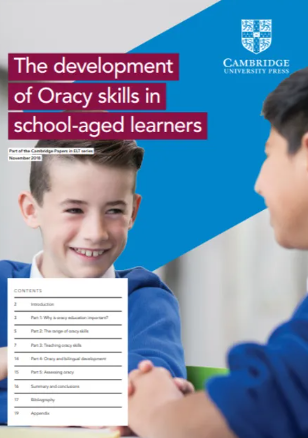 The development
of Oracy skills in
school-aged learners
CAMBRIDGE
UNIVERSITY PRESS
Part of the Cambridge Papers in ELT series
November 2018
CONTENTS
2 Introduction
3 Part 1: Why is oracy education important?
5 Part 2: The range of oracy skills
7 Part 3: Teaching oracy skills
14 Part 4: Oracy and bilingual development
15 Part 5: Assessing oracy
16 Summary and conclusions
17 Bibliography
19 Appendix